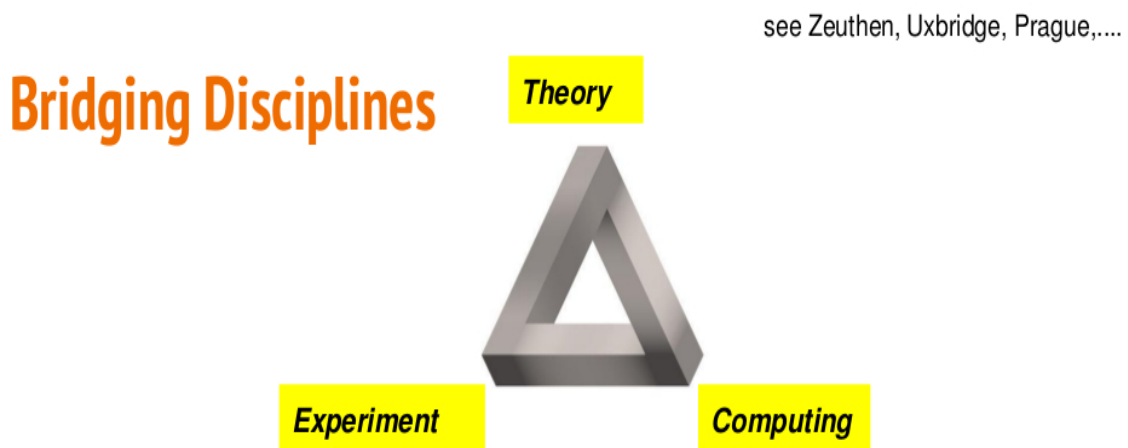 see Zeuthen, Uxbridge, Prague,....
Bridging Disciplines
Theory
Experiment
Computing